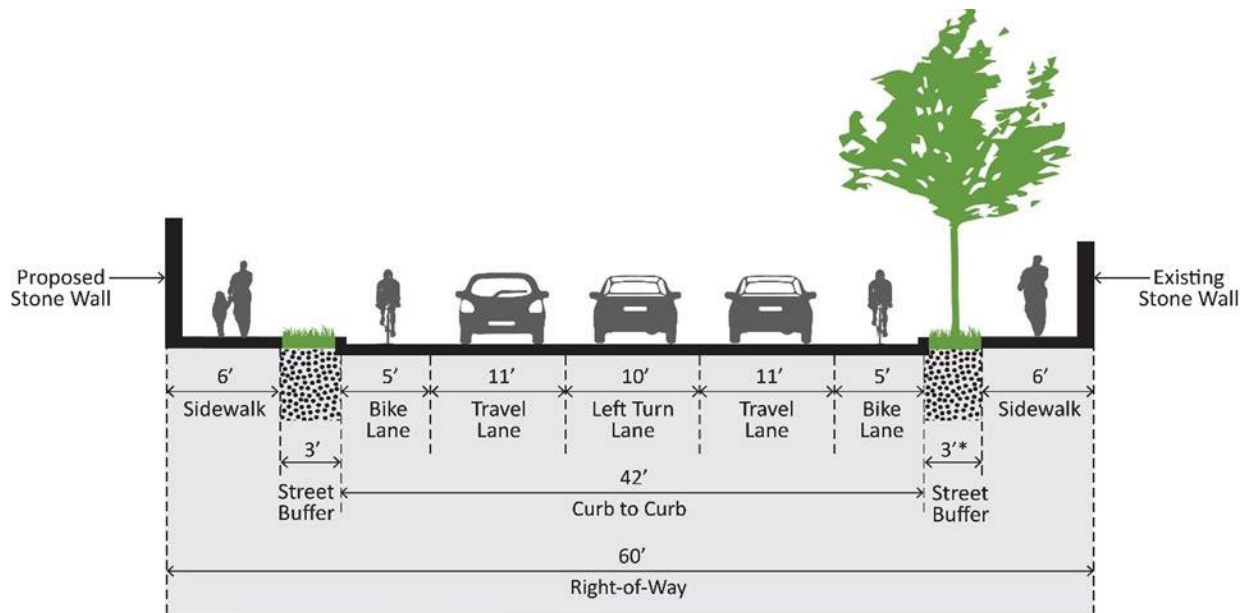 Proposed
Stone Wall
Existing
Stone Wall
6’
Sidewalk
5’
Bike
Lane
11’
Travel
Lane
10’
Left Turn
Lane
11’
Travel
Lane
5’
Bike
Lane
6’
Sidewalk
3’
Street
Buffer
42’
Curb to Curb
3’*
Street
Buffer
60’
Right-of-Way